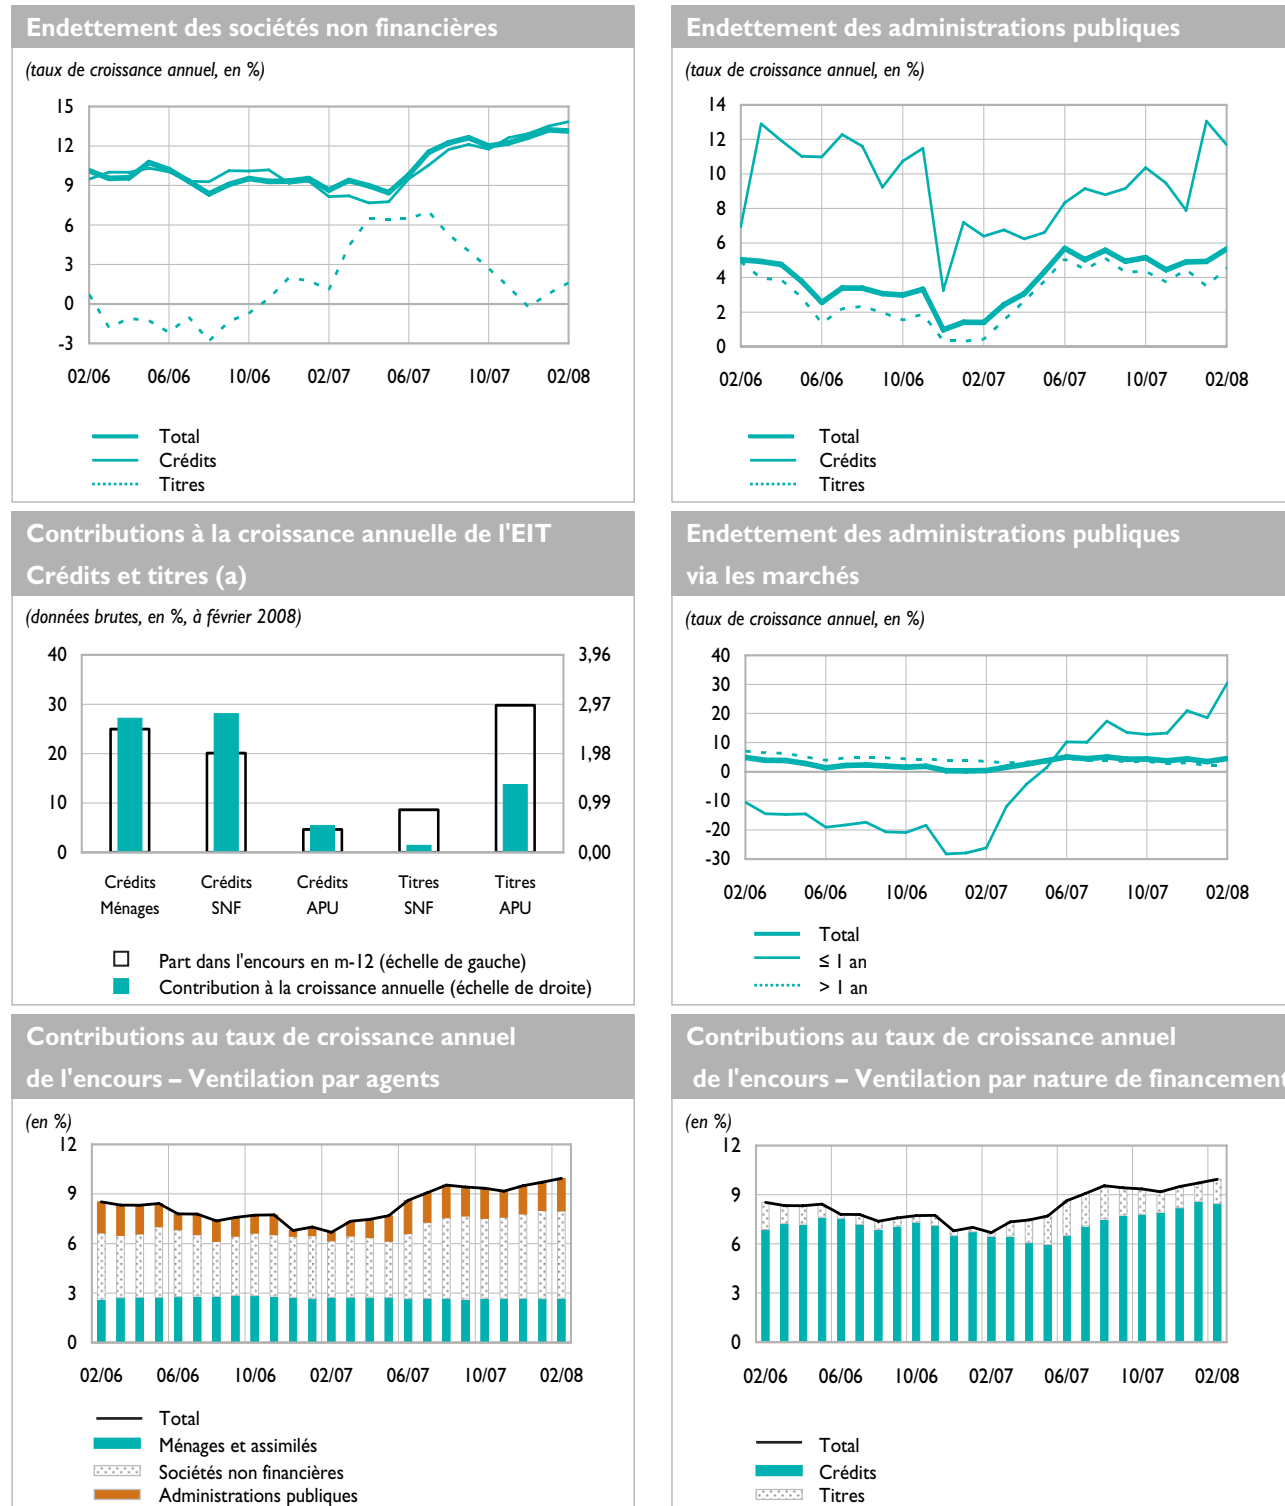 Endettement des sociétés non financières
(taux de croissance annuel, en %)
15
12
9
6
3
0
-3
02/06 06/06 10/06 02/07 06/07 10/07 02/08
Total
Crédits
Titres
Endettement des administrations publiques
(taux de croissance annuel, en %)
14
12
10
8
6
4
2
0
02/06 06/06 10/06 02/07 06/07 10/07 02/08
Total
Crédits
Titres
Contributions à la croissance annuelle de l'EIT
Crédits et titres (a)
(données brutes, en %, à février 2008)
40 3,96
30 2,97
20 1,98
10 0,99
0 0,00
Crédits Crédits Crédits Titres Titres
Ménages SNF APU SNF APU
Part dans l'encours en m-12 (échelle de gauche)
Contribution à la croissance annuelle (échelle de droite)
Endettement des administrations publiques
via les marchés
(taux de croissance annuel, en %)
40
30
20
10
0
-10
-20
-30
02/06 06/06 10/06 02/07 06/07 10/07 02/08
Total
≤ 1 an
> 1 an
Contributions au taux de croissance annuel
de l'encours – Ventilation par agents
(en %)
12
9
6
3
0
02/06 06/06 10/06 02/07 06/07 10/07 02/08
Total
Ménages et assimilés
Sociétés non financières
Administrations publiques
Contributions au taux de croissance annuel
de l'encours – Ventilation par nature de financement
(en %)
12
9
6
3
0
02/06 06/06 10/06 02/07 06/07 10/07 02/08
Total
Crédits
Titres